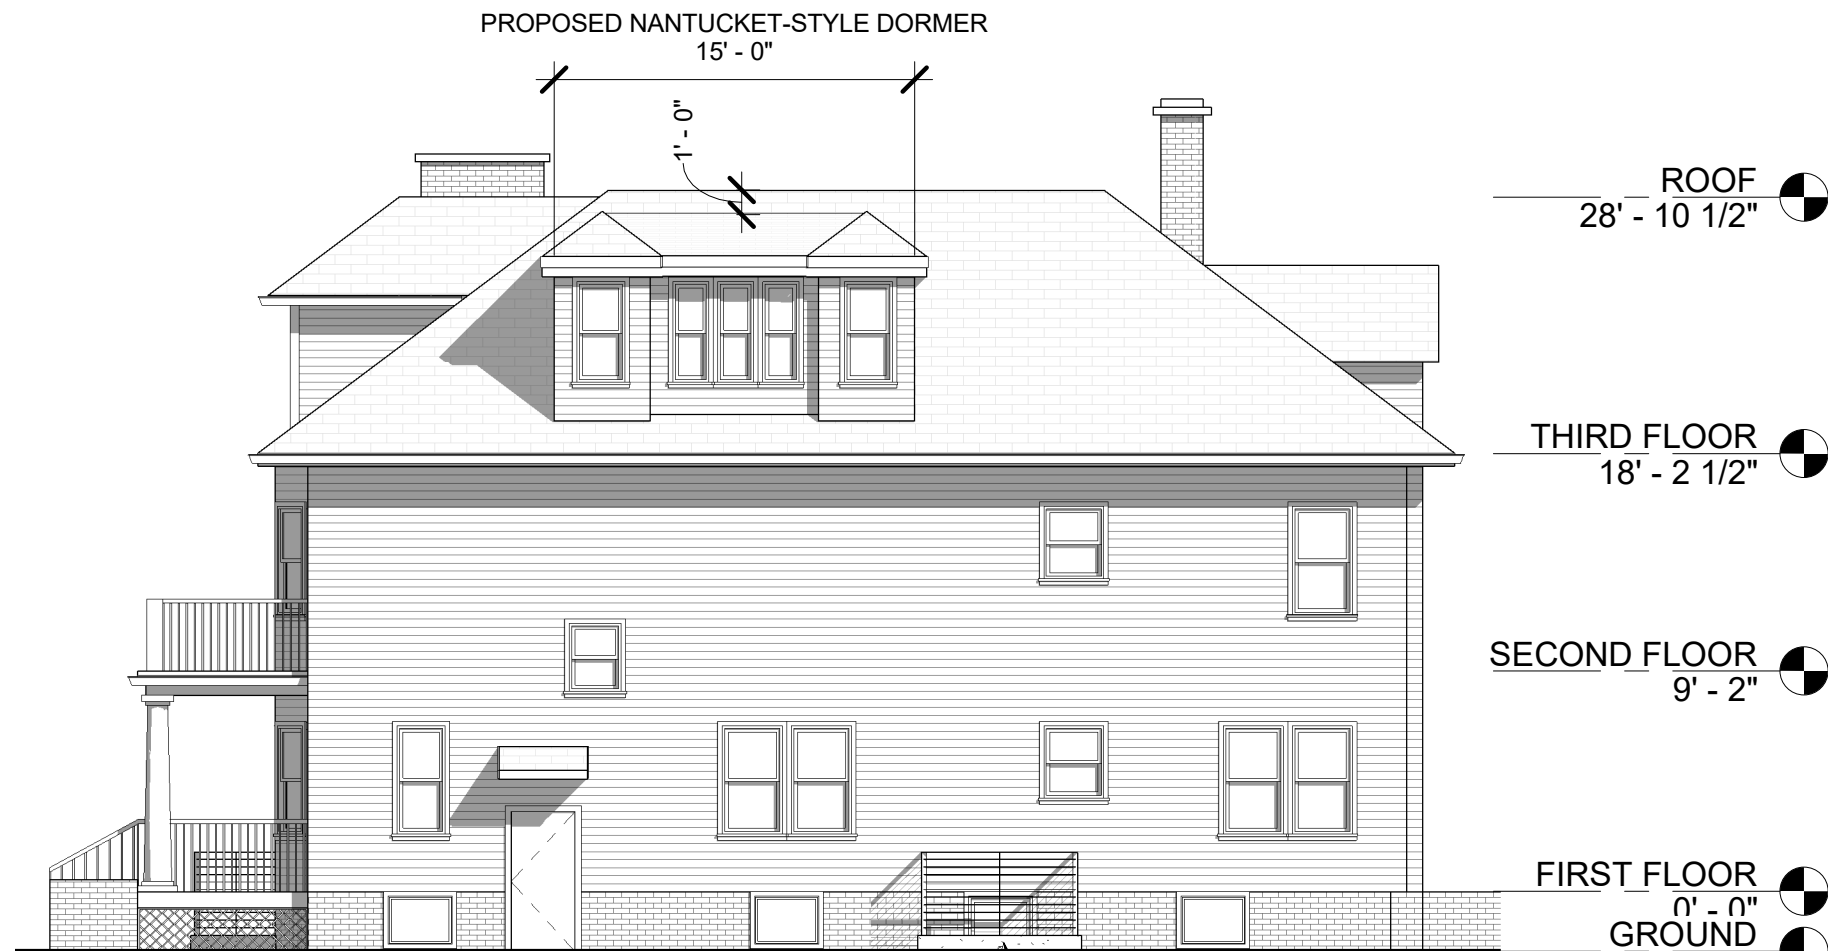 PROPOSED NANTUCKET-STYLE DORMER
15' - 0"
1' - 0"
ROOF
28' - 10 1/2"
THIRD FLOOR
18' - 2 1/2"
SECOND FLOOR
9' - 2"
FIRST FLOOR
0' - 0"
GROUND